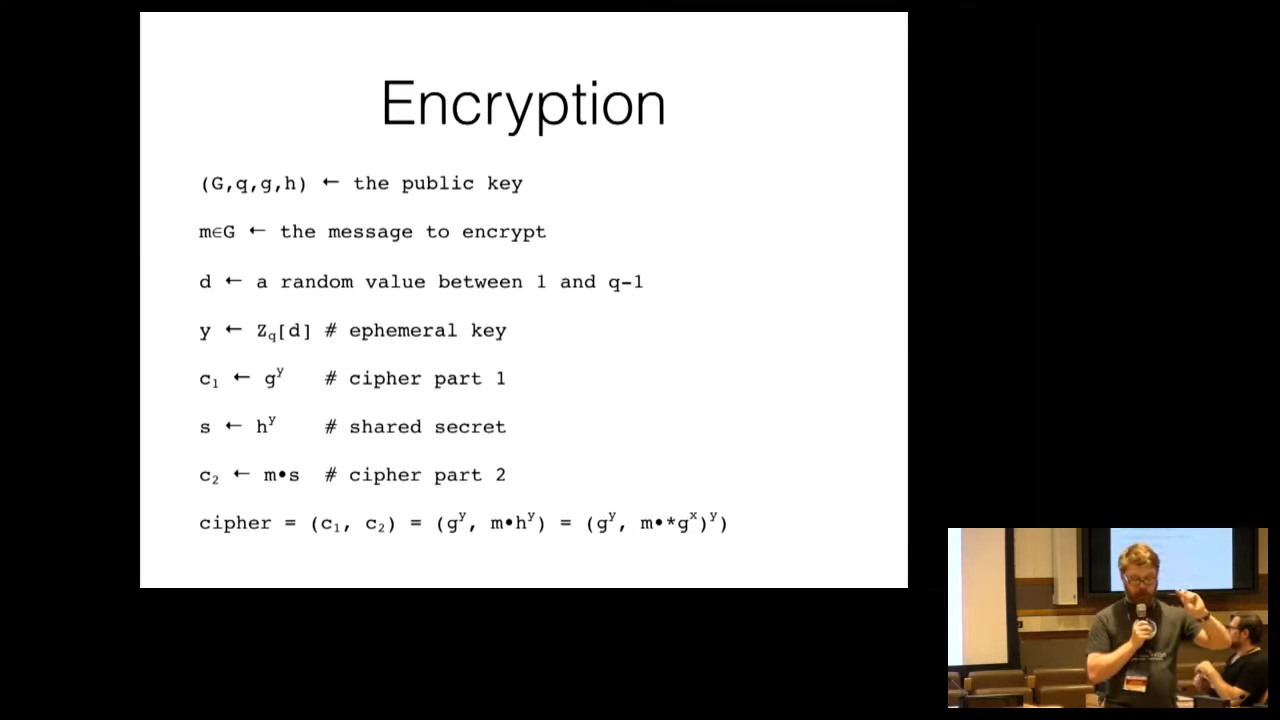 Encryption
(G,q,g,h) ← the public key
m∈G ← the message to encrypt
d ← a random value between 1 and q-1
y ← Z_q[d] # ephemeral key
c₁ ← gʸ # cipher part 1
s ← hʸ # shared secret
c₂ ← m•s # cipher part 2
cipher = (c₁, c₂) = (gʸ, m•hʸ) = (gʸ, m•*gˣ)ʸ)